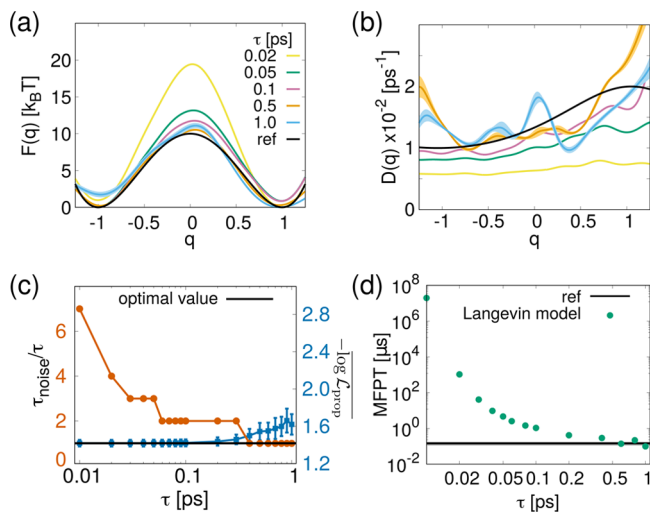 (a)
F(q) [kBT]
20
15
10
5
0
τ [ps]
0.02
0.05
0.1
0.5
1.0
ref
-1 -0.5 0 0.5 1
q
(b)
D(q) x10⁻² [ps⁻¹]
2
1
0
-1 -0.5 0 0.5 1
q
(c)
optimal value
τnoise/τ
6
4
2
0
2.8
2.4
2.0
1.6
1.2
-log ℒprop
0.01 0.1 1
τ [ps]
(d)
ref
Langevin model
MFPT [μs]
10⁸
10⁶
10⁴
10²
10⁰
10⁻²
0.02 0.05 0.1 0.2 0.5 1
τ [ps]